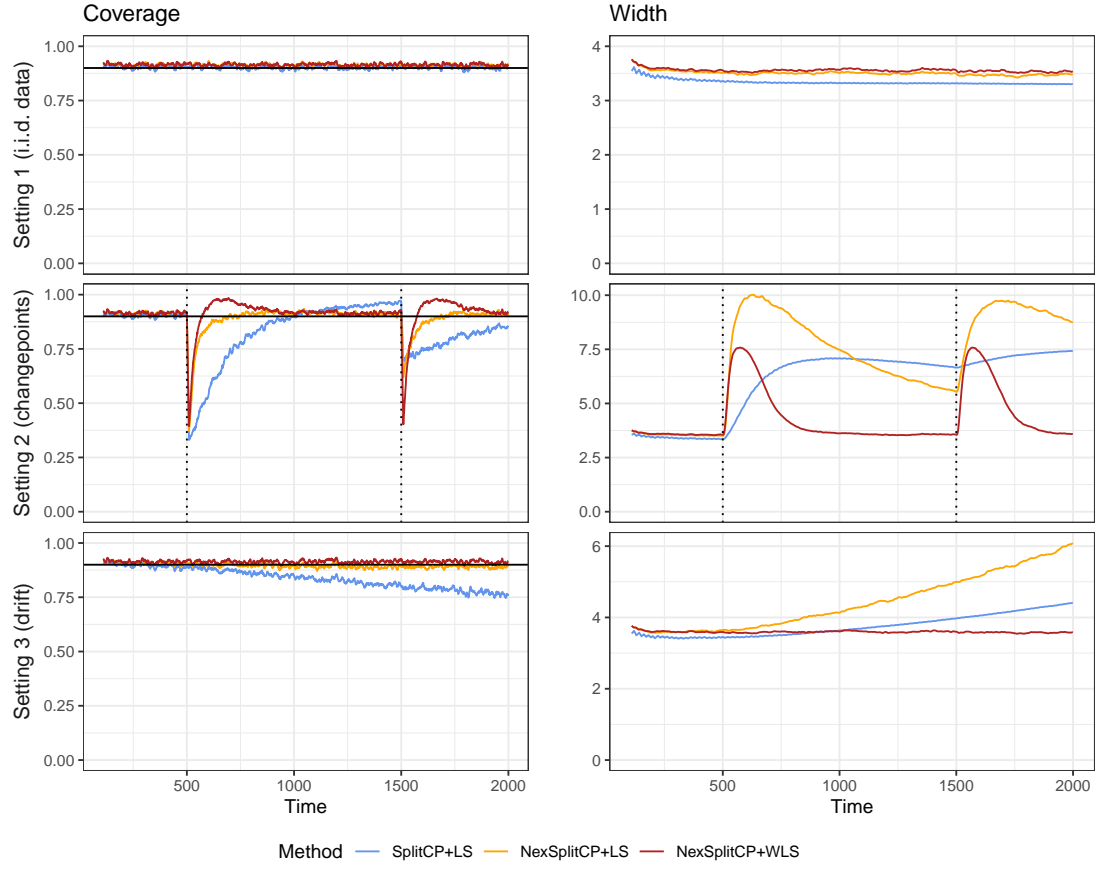 Coverage
Width
Setting 1 (i.i.d. data)
1.00
0.75
0.50
0.25
0.00
4
3
2
1
0
Setting 2 (changepoints)
1.00
0.75
0.50
0.25
0.00
10.0
7.5
5.0
2.5
0.0
Setting 3 (drift)
1.00
0.75
0.50
0.25
0.00
6
4
2
0
500 1000 1500 2000
Time
500 1000 1500 2000
Time
Method SplitCP+LS NexSplitCP+LS NexSplitCP+WLS